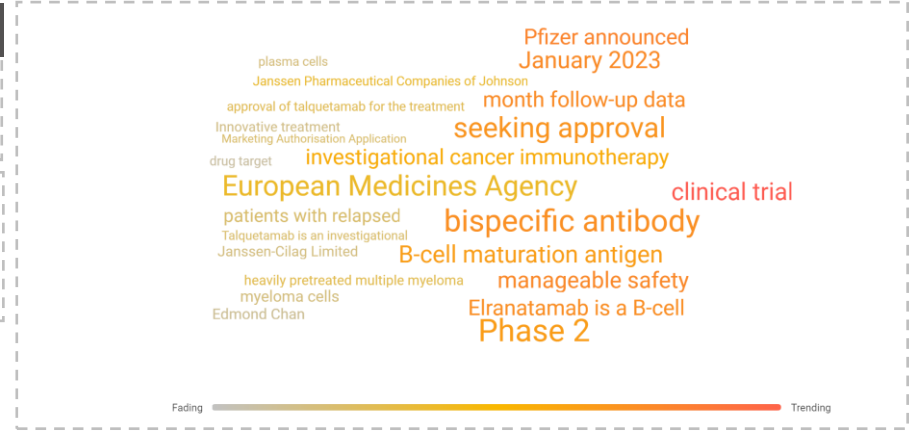 Pfizer announced
January 2023
plasma cells
Janssen Pharmaceutical Companies of Johnson
month follow-up data
approval of talquetamab for the treatment
seeking approval
Innovative treatment
Marketing Authorisation Application
investigational cancer immunotherapy
drug target
European Medicines Agency
clinical trial
patients with relapsed
bispecific antibody
Talquetamab is an investigational
Janssen-Cilag Limited
B-cell maturation antigen
heavily pretreated multiple myeloma
manageable safety
myeloma cells
Elranatamab is a B-cell
Edmond Chan
Phase 2
Fading
Trending